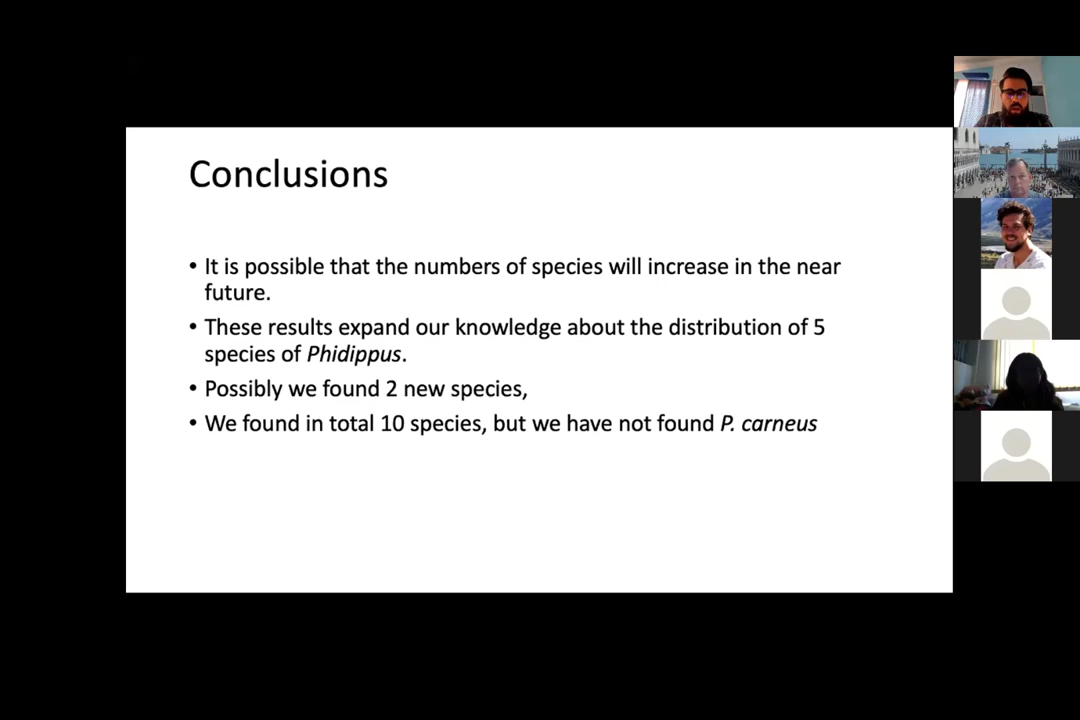 Conclusions
• It is possible that the numbers of species will increase in the near
future.
• These results expand our knowledge about the distribution of 5
species of Phidippus.
• Possibly we found 2 new species,
• We found in total 10 species, but we have not found P. carneus